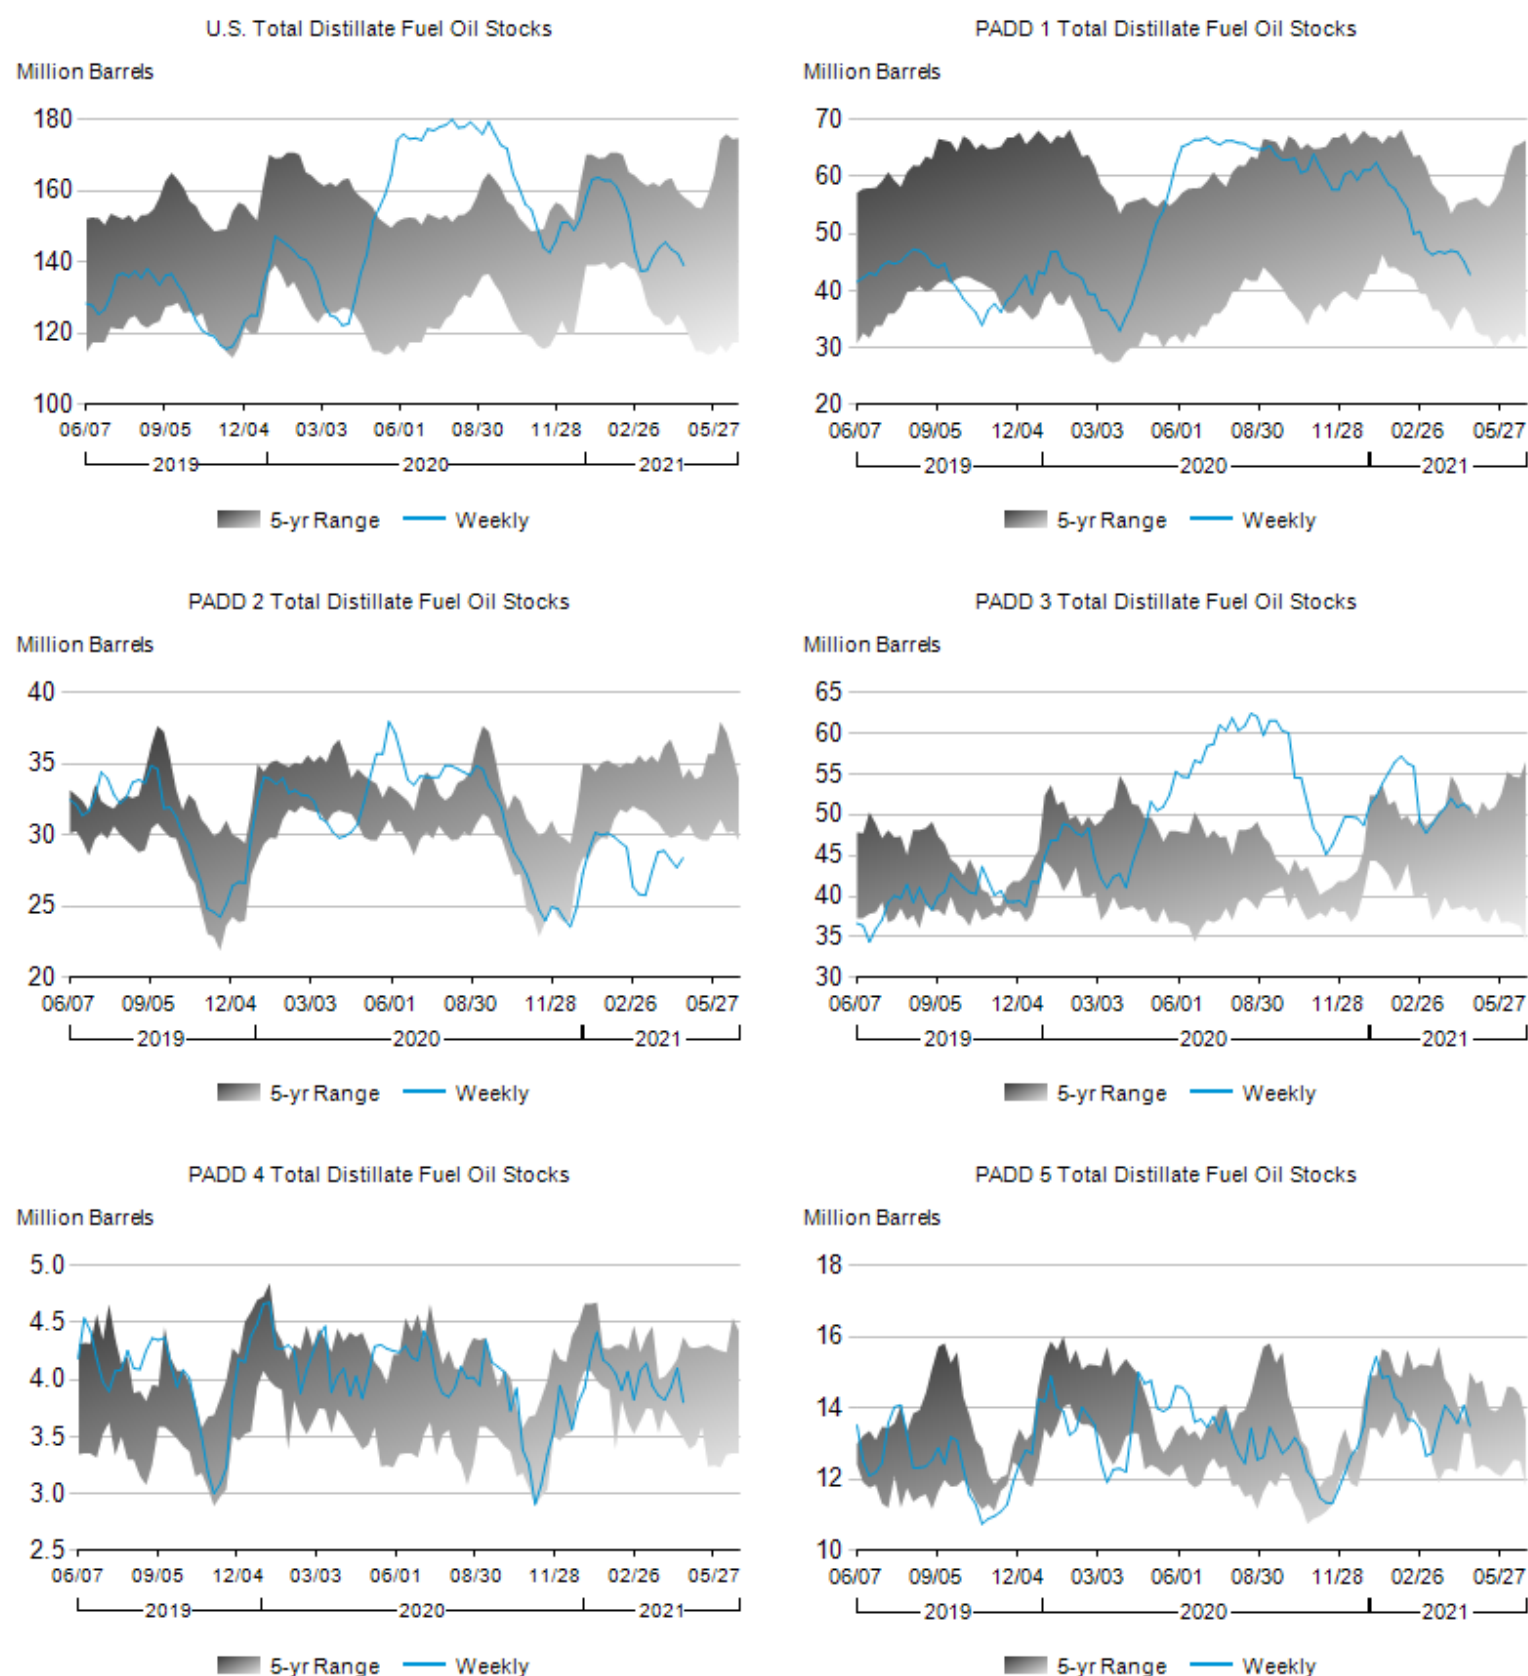 U.S. Total Distillate Fuel Oil Stocks
Million Barrels
180
160
140
120
100
06/07 09/05 12/04 03/03 06/01 08/30 11/28 02/26 05/27
2019 2020 2021
5-yr Range Weekly
PADD 1 Total Distillate Fuel Oil Stocks
Million Barrels
70
60
50
40
30
20
06/07 09/05 12/04 03/03 06/01 08/30 11/28 02/26 05/27
2019 2020 2021
5-yr Range Weekly
PADD 2 Total Distillate Fuel Oil Stocks
Million Barrels
40
35
30
25
20
06/07 09/05 12/04 03/03 06/01 08/30 11/28 02/26 05/27
2019 2020 2021
5-yr Range Weekly
PADD 3 Total Distillate Fuel Oil Stocks
Million Barrels
65
60
55
50
45
40
35
30
06/07 09/05 12/04 03/03 06/01 08/30 11/28 02/26 05/27
2019 2020 2021
5-yr Range Weekly
PADD 4 Total Distillate Fuel Oil Stocks
Million Barrels
5.0
4.5
4.0
3.5
3.0
2.5
06/07 09/05 12/04 03/03 06/01 08/30 11/28 02/26 05/27
2019 2020 2021
5-yr Range Weekly
PADD 5 Total Distillate Fuel Oil Stocks
Million Barrels
18
16
14
12
10
06/07 09/05 12/04 03/03 06/01 08/30 11/28 02/26 05/27
2019 2020 2021
5-yr Range Weekly